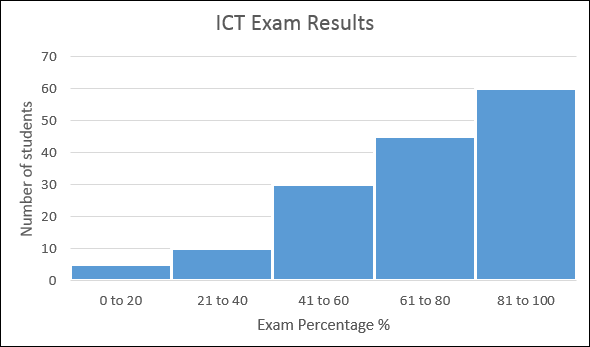 ICT Exam Results
Number of students
70
60
50
40
30
20
10
0
0 to 20 21 to 40 41 to 60 61 to 80 81 to 100
Exam Percentage %